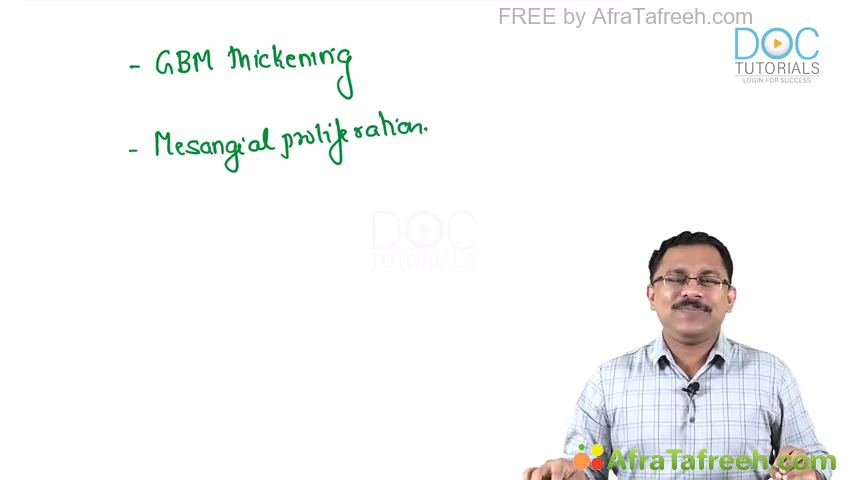 FREE by AfraTafreeh.com
DOC
TUTORIALS
LOGIN FOR SUCCESS
- GBM thickening
- Mesangial proliferation.
DOC
TUTORIALS
AfraTafreeh.com